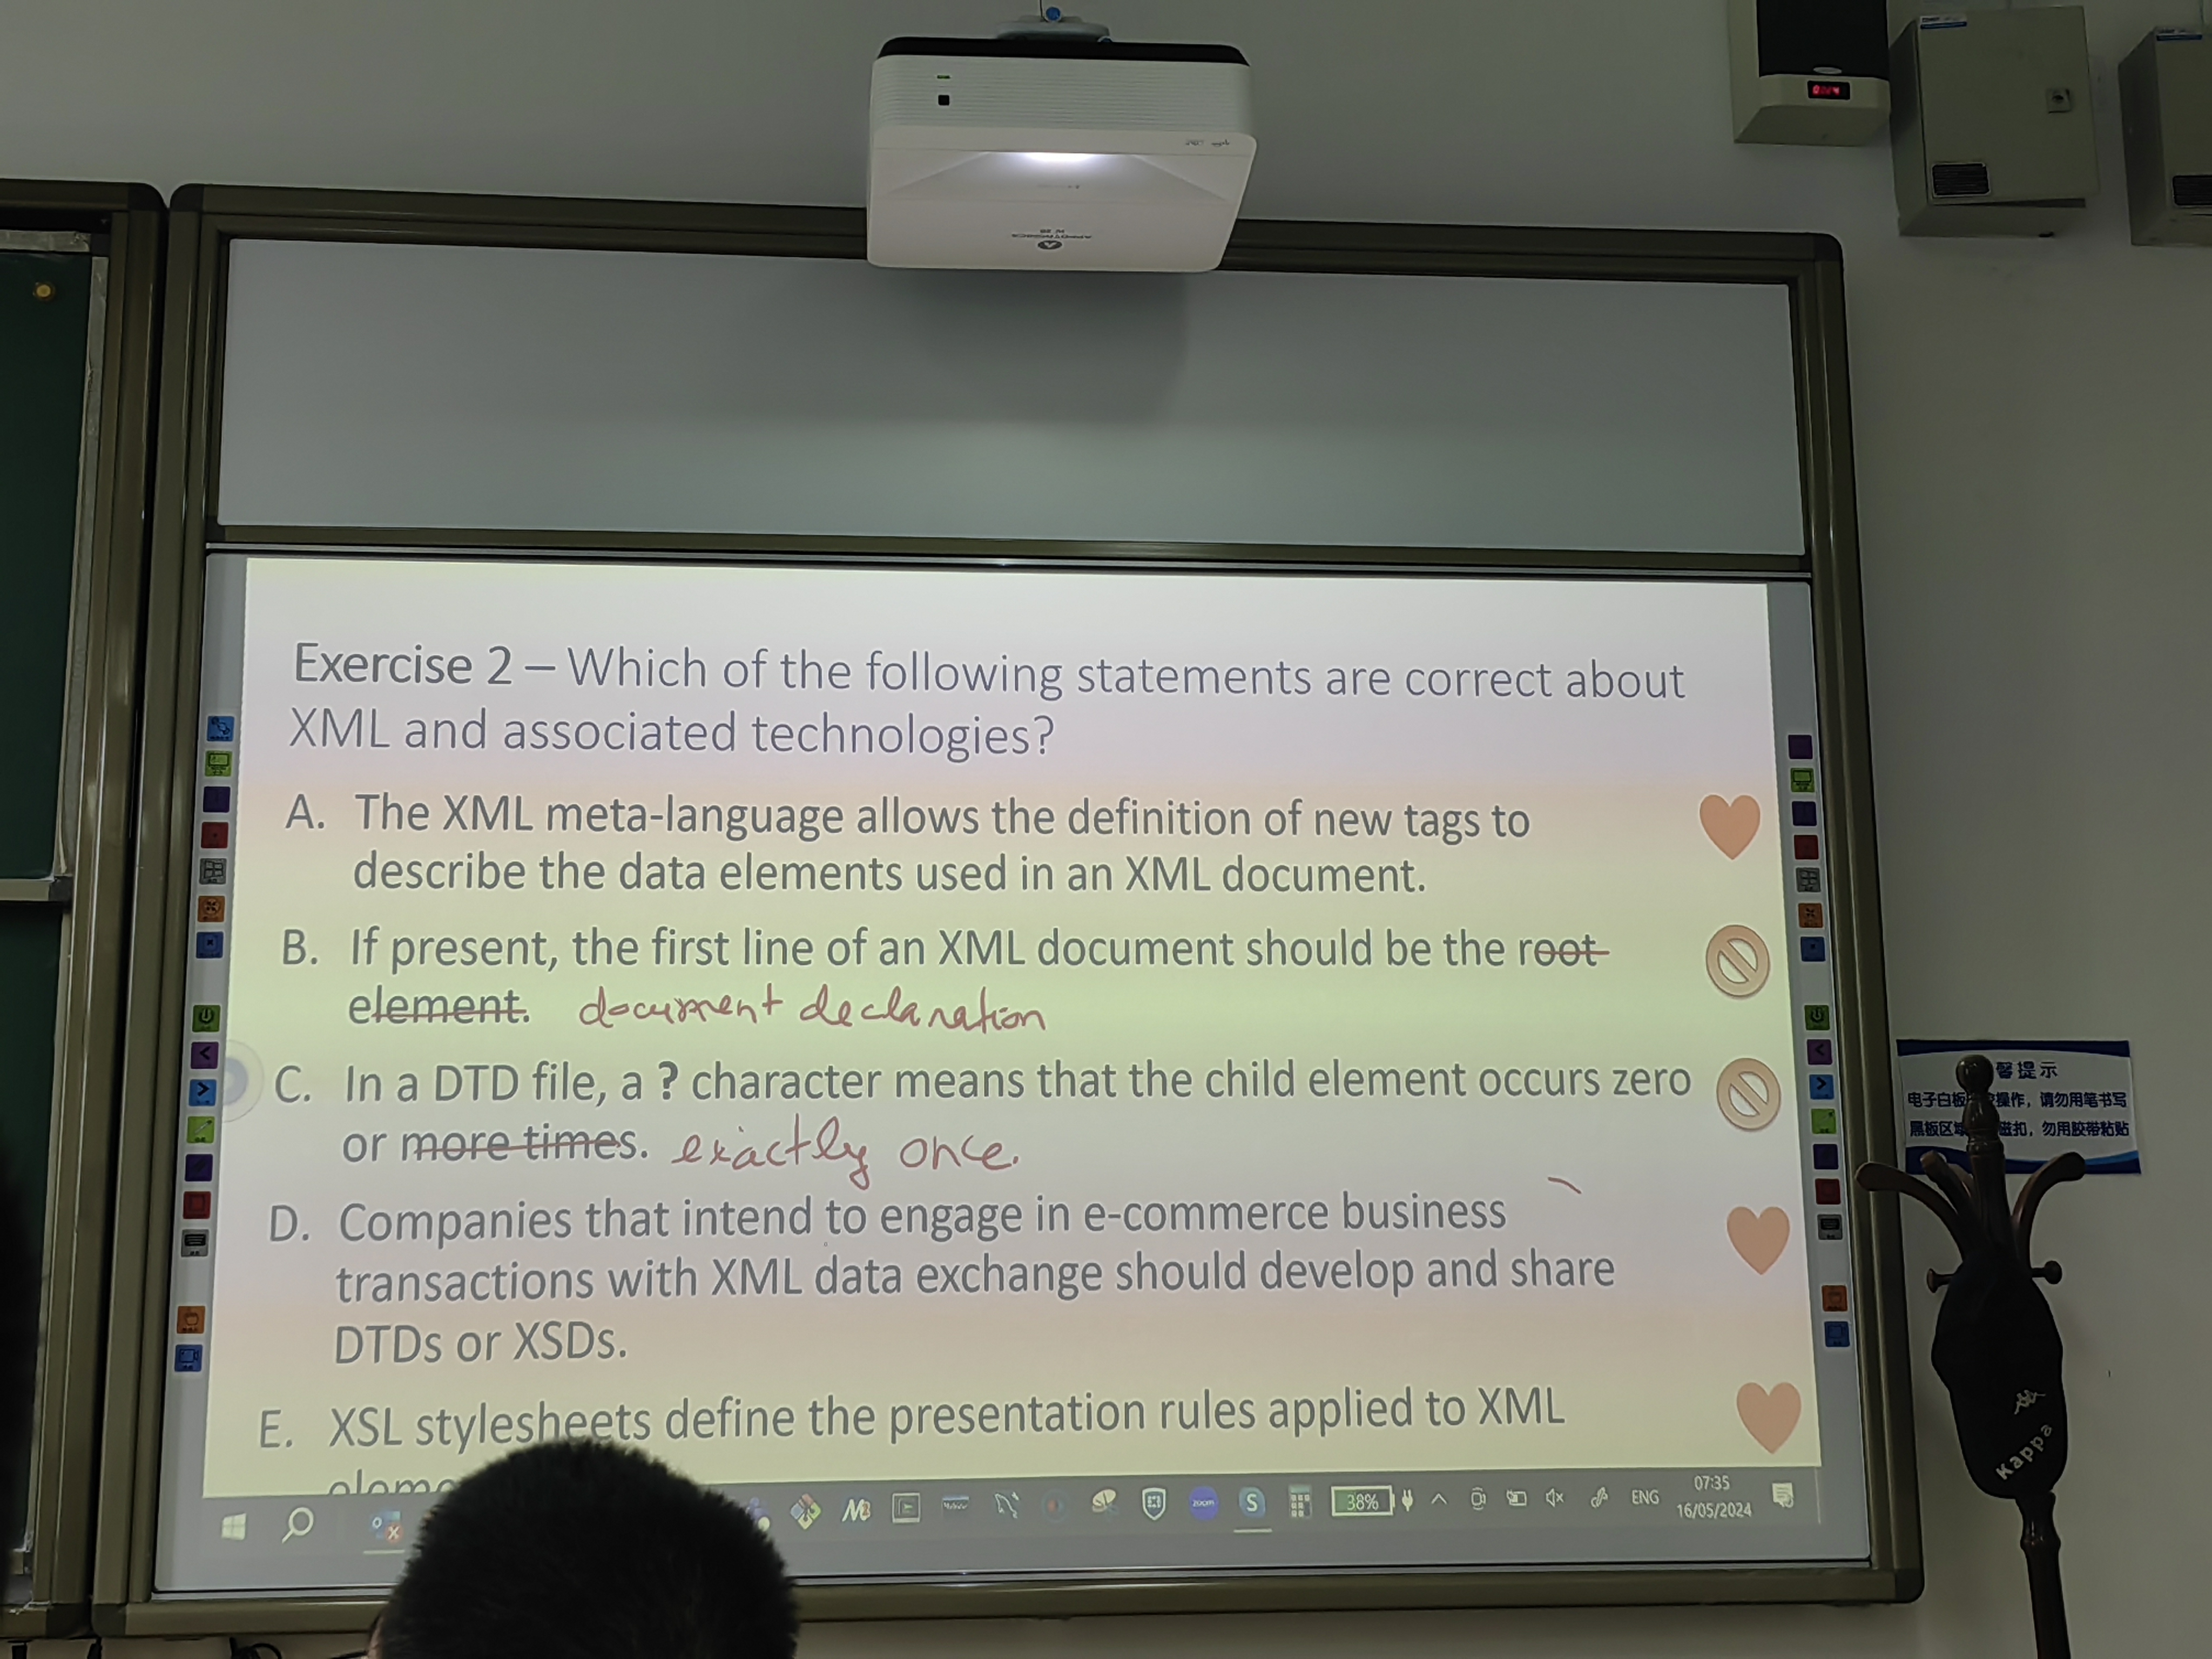 Exercise 2 – Which of the following statements are correct about
XML and associated technologies?
A. The XML meta-language allows the definition of new tags to
describe the data elements used in an XML document.
B. If present, the first line of an XML document should be the root
element. document declaration
C. In a DTD file, a ? character means that the child element occurs zero
or more times. exactly once.
D. Companies that intend to engage in e-commerce business
transactions with XML data exchange should develop and share
DTDs or XSDs.
E. XSL stylesheets define the presentation rules applied to XML
zoom
S
38%
ENG
07:35
16/05/2024
馨提示
电子白板 操作，请勿用笔书写
黑板区 磁扣，勿用胶带粘贴
Kappa